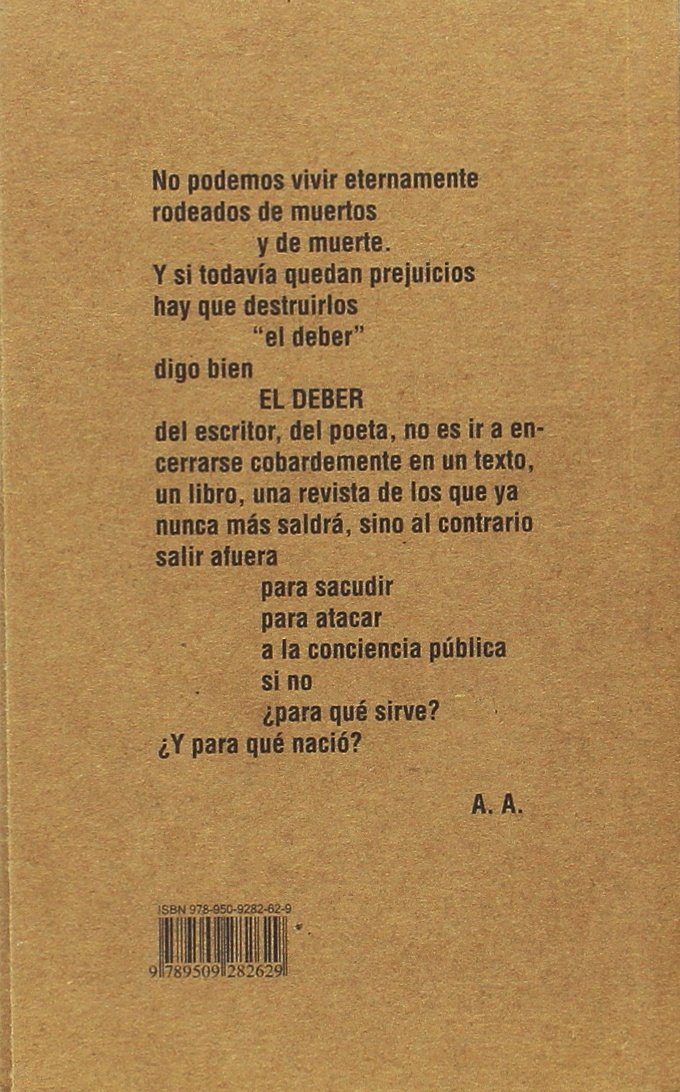 No podemos vivir eternamente
rodeados de muertos
y de muerte.
Y si todavía quedan prejuicios
hay que destruirlos
“el deber”
digo bien
EL DEBER
del escritor, del poeta, no es ir a en-
cerrarse cobardemente en un texto,
un libro, una revista de los que ya
nunca más saldrá, sino al contrario
salir afuera
para sacudir
para atacar
a la conciencia pública
si no
¿para qué sirve?
¿Y para qué nació?
A. A.
ISBN 978-950-9282-62-9
9 789509 282629